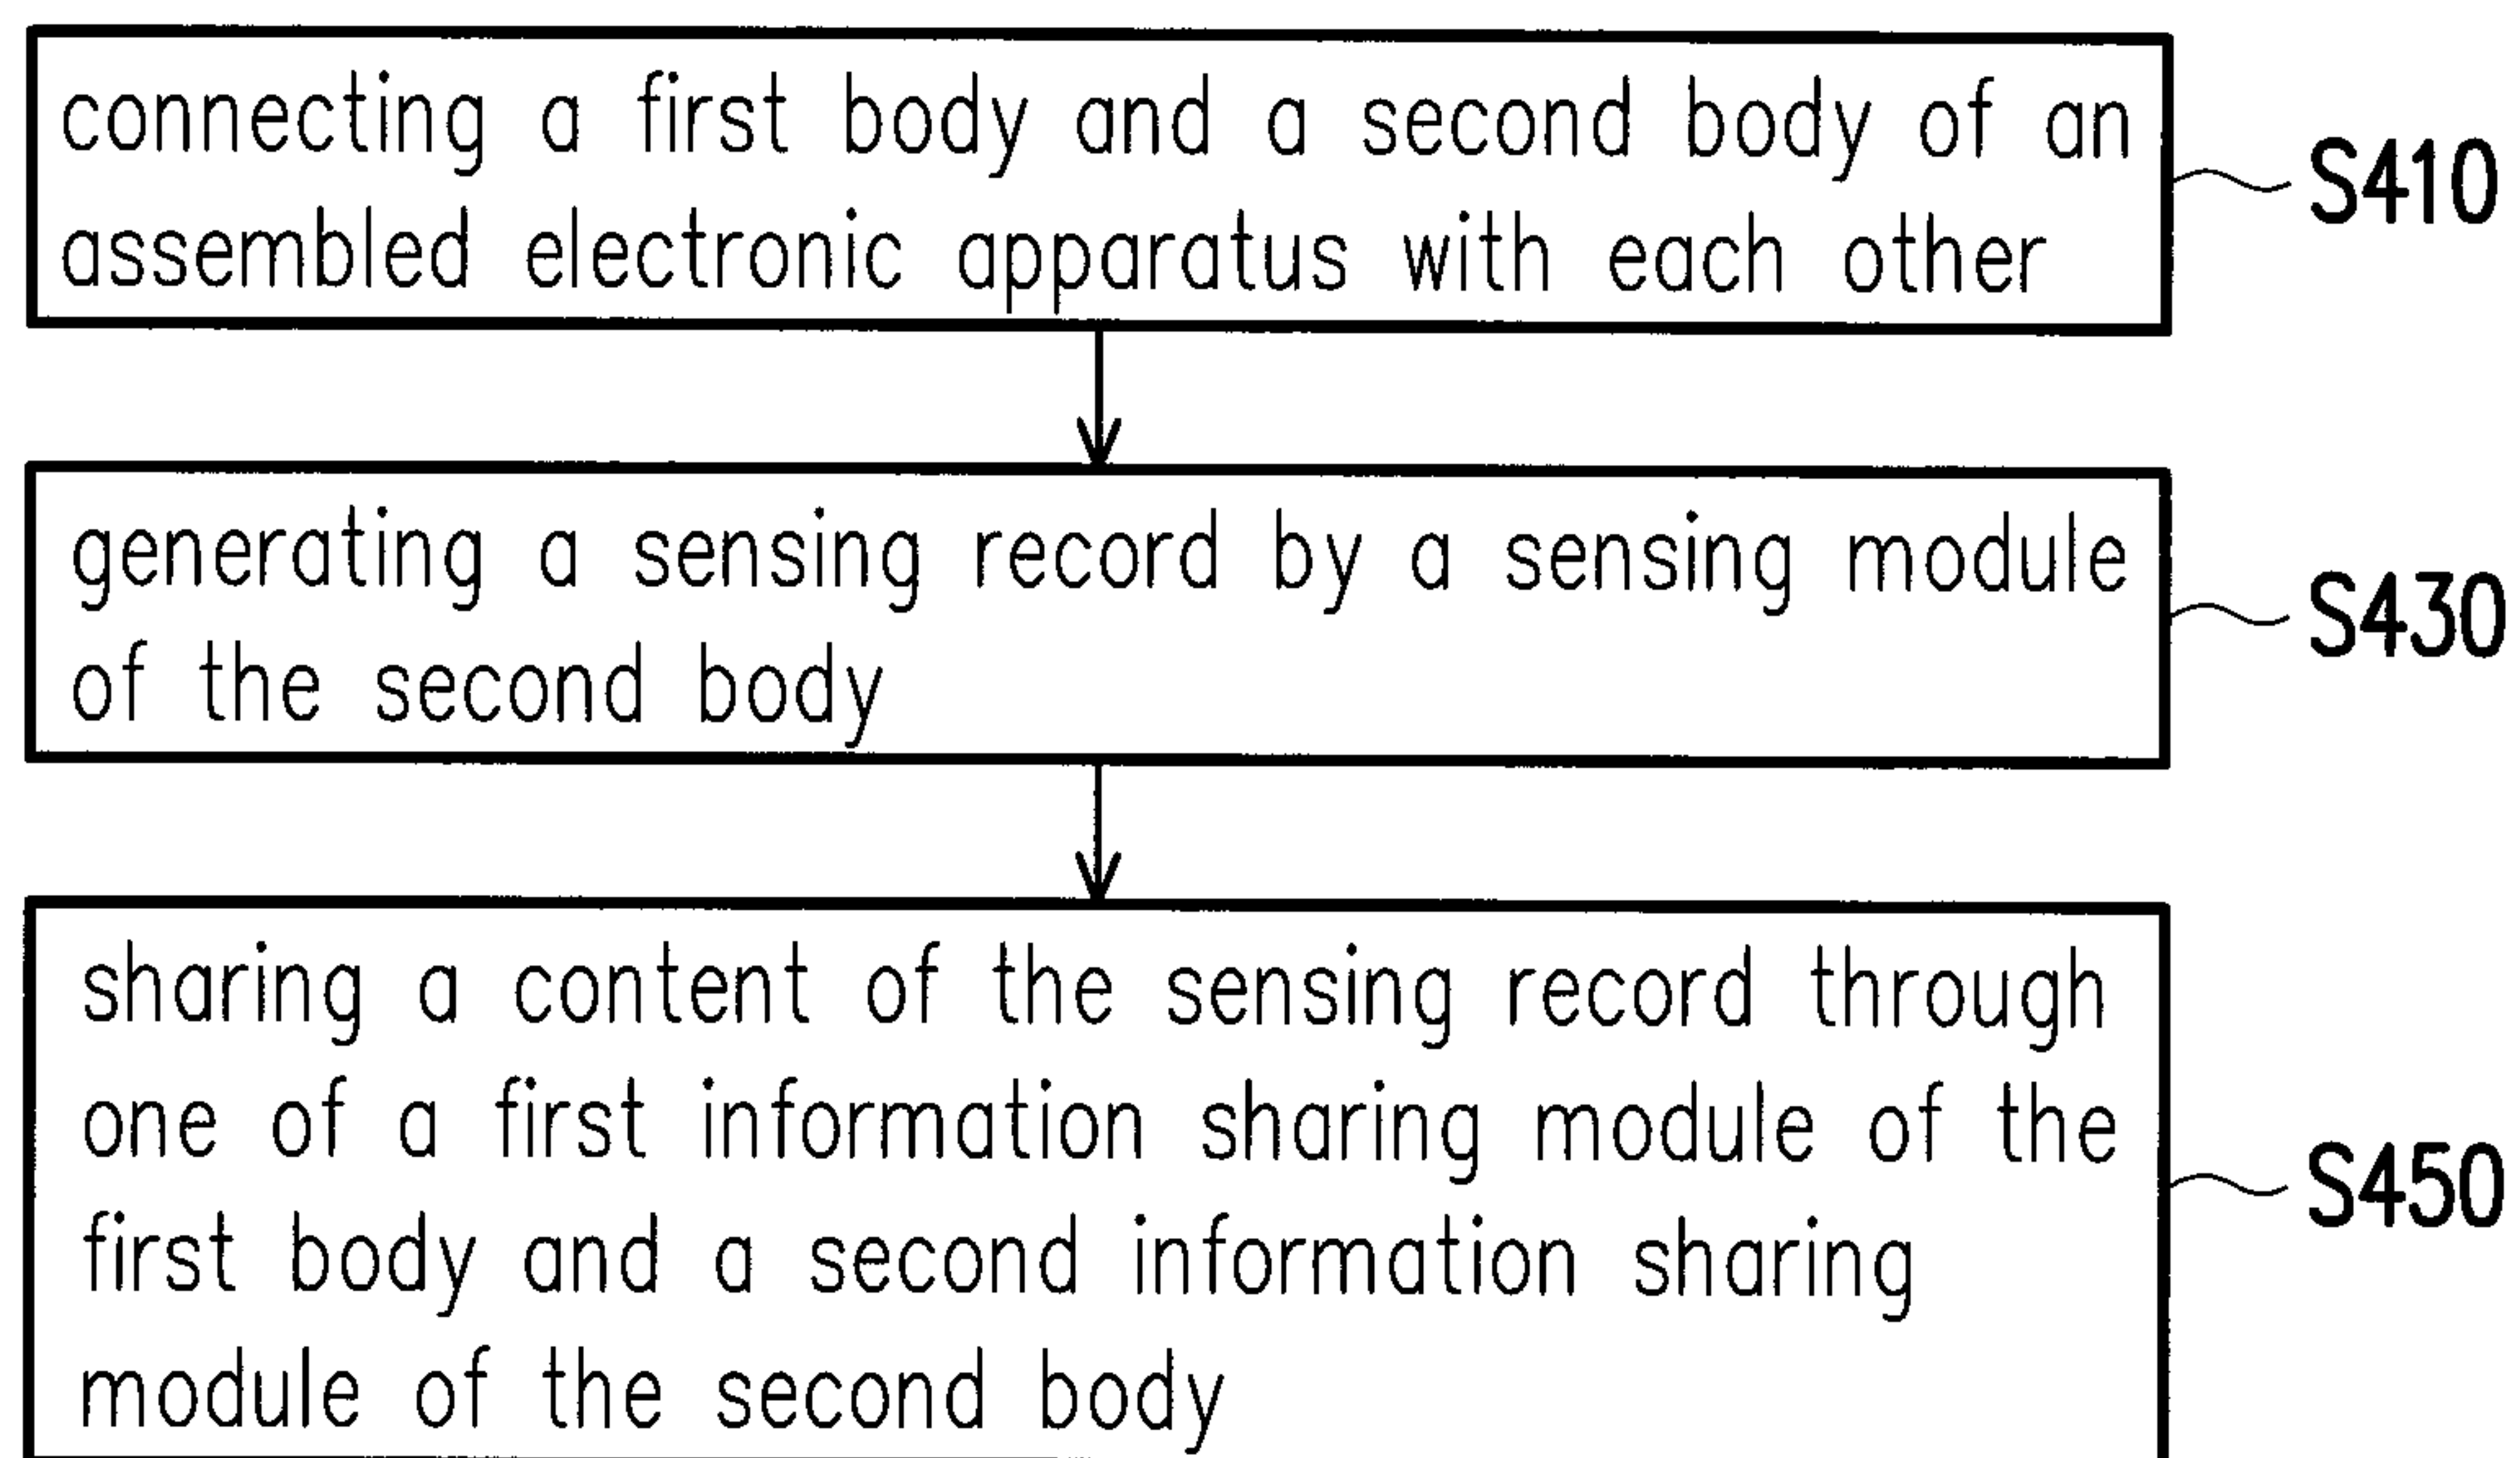 connecting a first body and a second body of an
assembled electronic apparatus with each other
S410
generating a sensing record by a sensing module
of the second body
S430
sharing a content of the sensing record through
one of a first information sharing module of the
first body and a second information sharing
module of the second body
S450